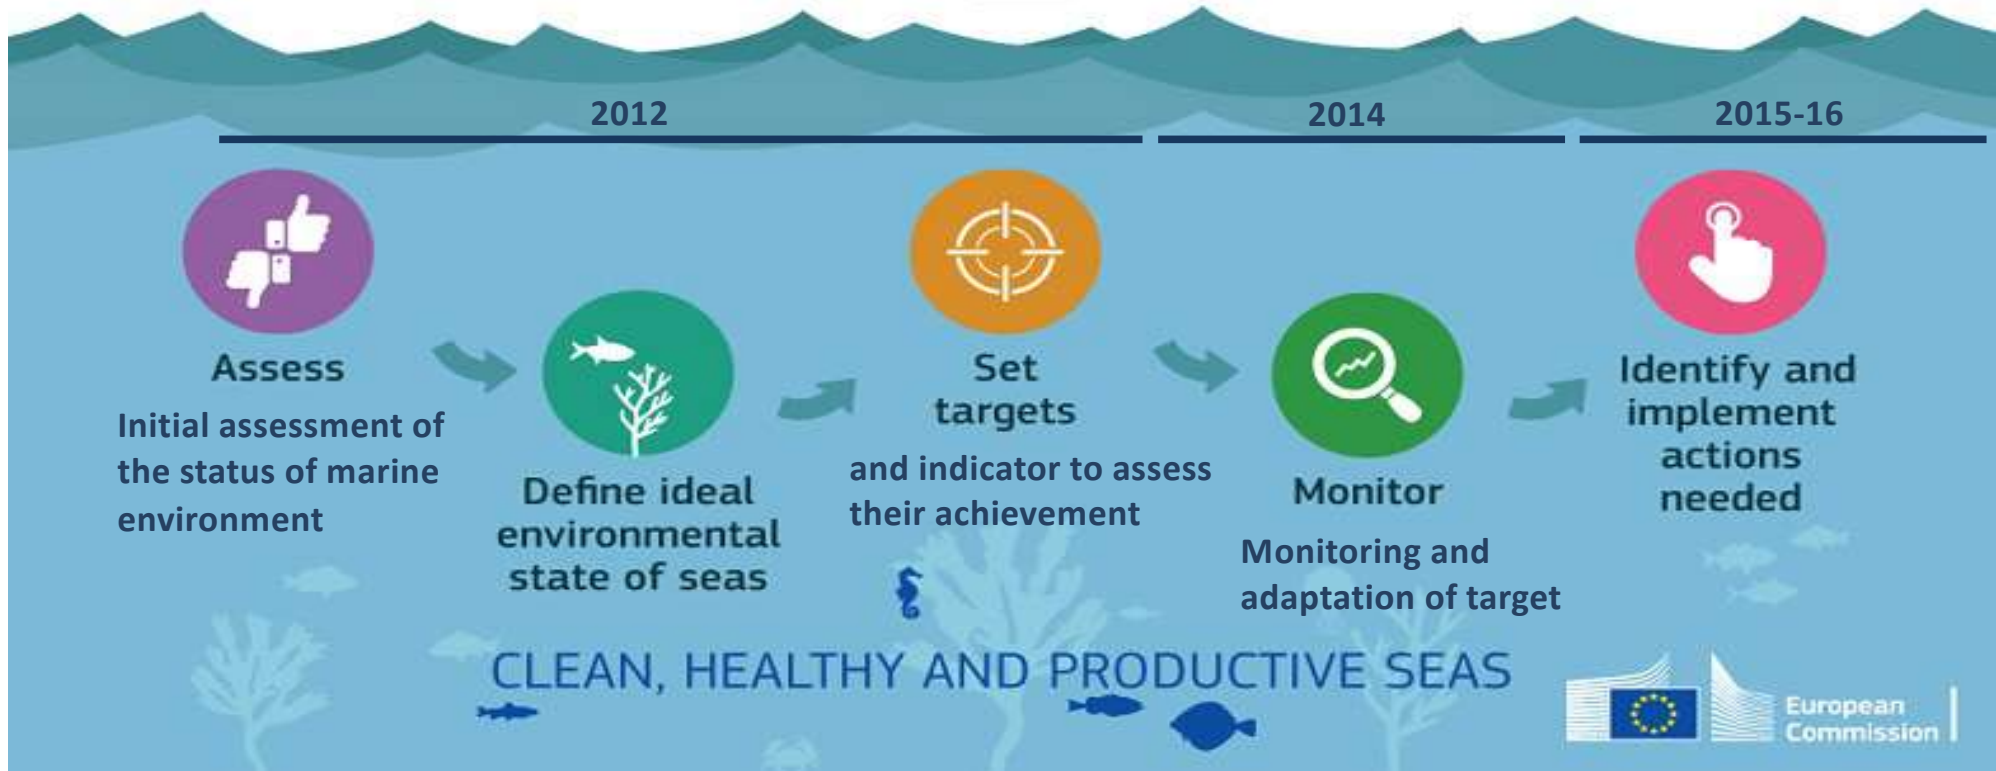 2012
2014
2015-16
Assess
Initial assessment of
the status of marine
environment
Define ideal
environmental
state of seas
Set
targets
and indicator to assess
their achievement
Monitor
Monitoring and
adaptation of target
Identify and
implement
actions
needed
CLEAN, HEALTHY AND PRODUCTIVE SEAS
European
Commission